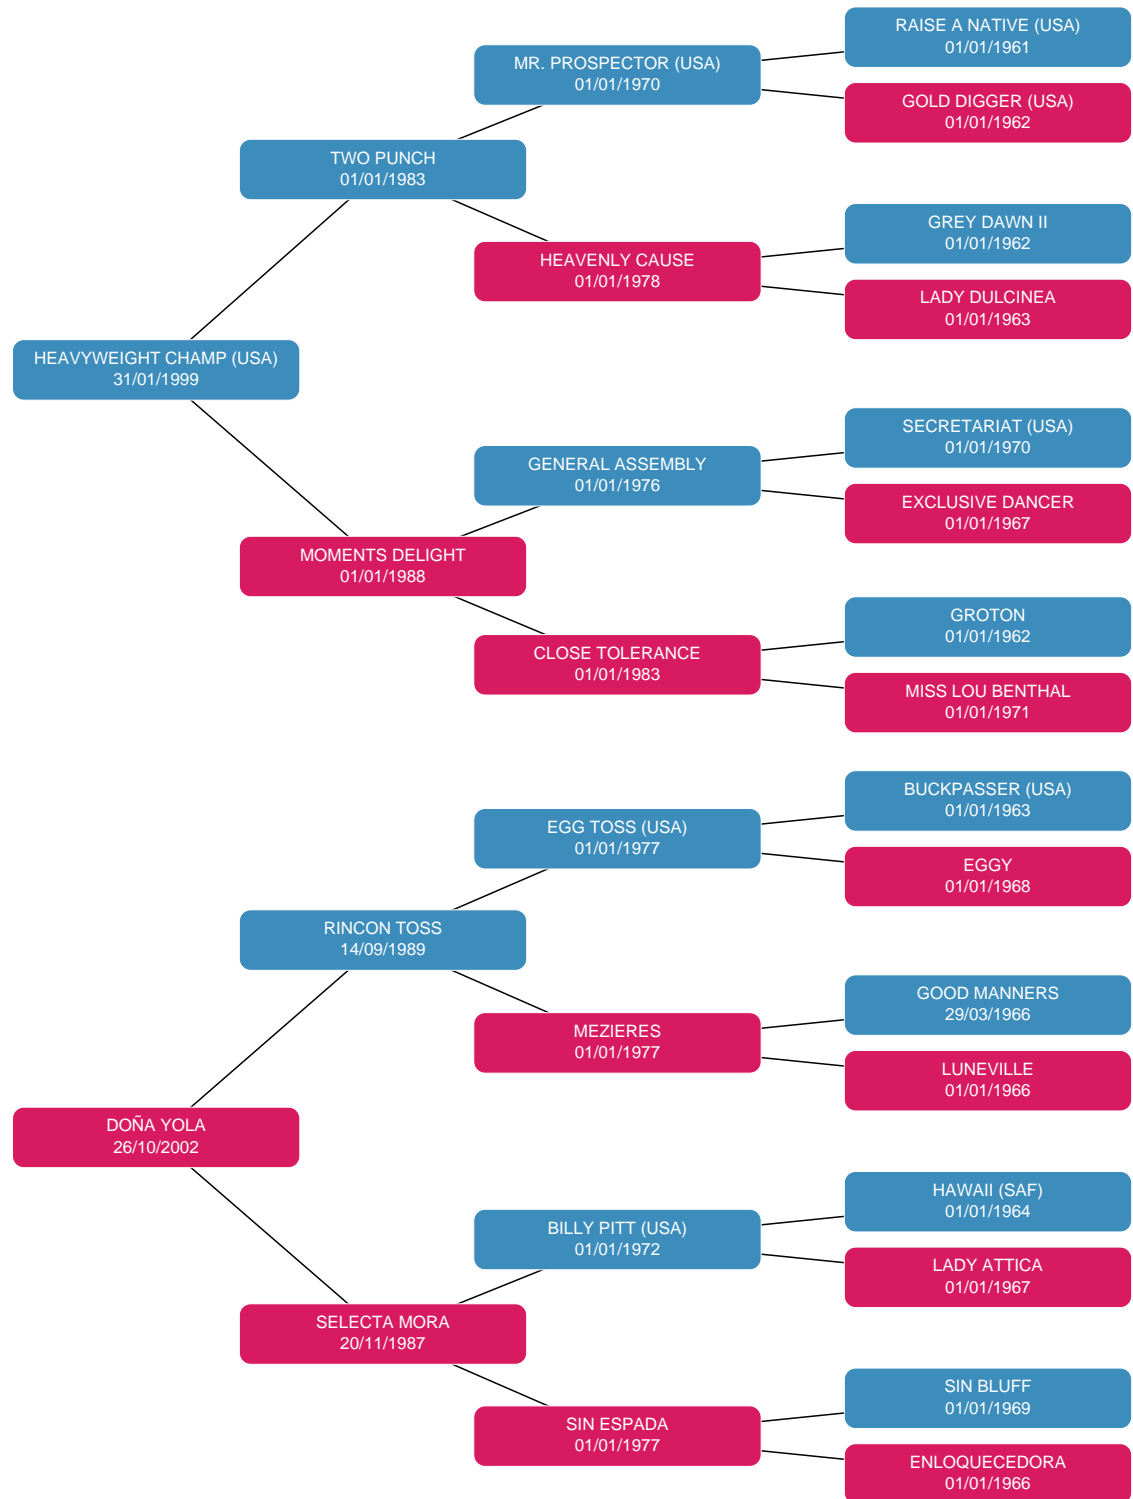 RAISE A NATIVE (USA)
01/01/1961
MR. PROSPECTOR (USA)
01/01/1970
GOLD DIGGER (USA)
01/01/1962
TWO PUNCH
01/01/1983
GREY DAWN II
01/01/1962
HEAVENLY CAUSE
01/01/1978
LADY DULCINEA
01/01/1963
HEAVYWEIGHT CHAMP (USA)
31/01/1999
SECRETARIAT (USA)
01/01/1970
GENERAL ASSEMBLY
01/01/1976
EXCLUSIVE DANCER
01/01/1967
MOMENTS DELIGHT
01/01/1988
GROTON
01/01/1962
CLOSE TOLERANCE
01/01/1983
MISS LOU BENTHAL
01/01/1971
BUCKPASSER (USA)
01/01/1963
EGG TOSS (USA)
01/01/1977
EGGY
01/01/1968
RINCON TOSS
14/09/1989
GOOD MANNERS
29/03/1966
MEZIERES
01/01/1977
LUNEVILLE
01/01/1966
DOÑA YOLA
26/10/2002
HAWAII (SAF)
01/01/1964
BILLY PITT (USA)
01/01/1972
LADY ATTICA
01/01/1967
SELECTA MORA
20/11/1987
SIN BLUFF
01/01/1969
SIN ESPADA
01/01/1977
ENLOQUECEDORA
01/01/1966